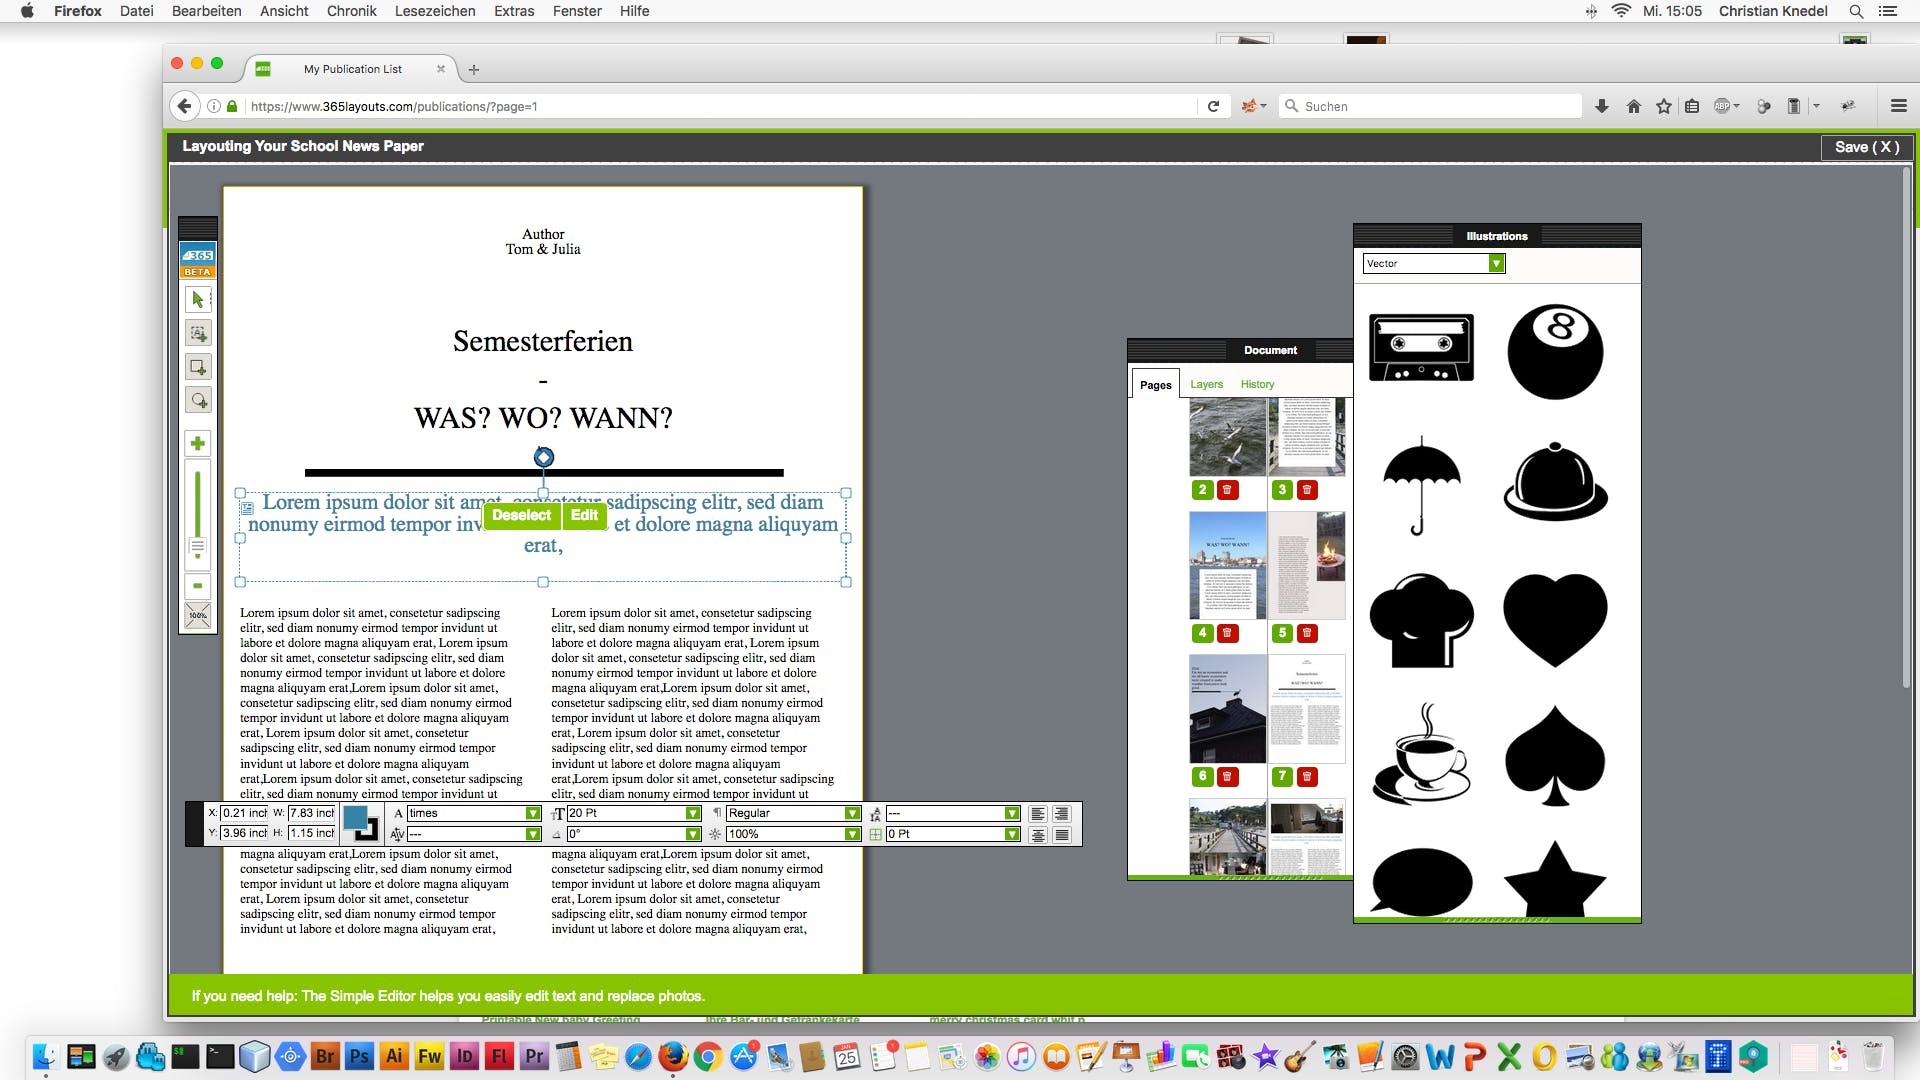 Firefox Datei Bearbeiten Ansicht Chronik Lesezeichen Extras Fenster Hilfe Mi. 15:05 Christian Knedel
My Publication List
https://www.365layouts.com/publications/?page=1
Suchen
ABP
Layouting Your School News Paper
Save ( X )
365
BETA
100%
Author
Tom & Julia
Semesterferien
-
WAS? WO? WANN?
Lorem ipsum dolor sit amet, consetetur sadipscing elitr, sed diam
nonumy eirmod tempor inv et dolore magna aliquyam
erat,
Deselect Edit
Lorem ipsum dolor sit amet, consetetur sadipscing
elitr, sed diam nonumy eirmod tempor invidunt ut
labore et dolore magna aliquyam erat, Lorem ipsum
dolor sit amet, consetetur sadipscing elitr, sed diam
nonumy eirmod tempor invidunt ut labore et dolore
magna aliquyam erat,Lorem ipsum dolor sit amet,
consetetur sadipscing elitr, sed diam nonumy eirmod
tempor invidunt ut labore et dolore magna aliquyam
erat, Lorem ipsum dolor sit amet, consetetur
sadipscing elitr, sed diam nonumy eirmod tempor
invidunt ut labore et dolore magna aliquyam
erat,Lorem ipsum dolor sit amet, consetetur sadipscing
elitr, sed diam nonumy eirmod tempor invidunt ut
magna aliquyam erat,Lorem ipsum dolor sit amet,
consetetur sadipscing elitr, sed diam nonumy eirmod
tempor invidunt ut labore et dolore magna aliquyam
erat, Lorem ipsum dolor sit amet, consetetur
sadipscing elitr, sed diam nonumy eirmod tempor
invidunt ut labore et dolore magna aliquyam erat,
Lorem ipsum dolor sit amet, consetetur sadipscing
elitr, sed diam nonumy eirmod tempor invidunt ut
labore et dolore magna aliquyam erat, Lorem ipsum
dolor sit amet, consetetur sadipscing elitr, sed diam
nonumy eirmod tempor invidunt ut labore et dolore
magna aliquyam erat,Lorem ipsum dolor sit amet,
consetetur sadipscing elitr, sed diam nonumy eirmod
tempor invidunt ut labore et dolore magna aliquyam
erat, Lorem ipsum dolor sit amet, consetetur
sadipscing elitr, sed diam nonumy eirmod tempor
invidunt ut labore et dolore magna aliquyam
erat,Lorem ipsum dolor sit amet, consetetur sadipscing
elitr, sed diam nonumy eirmod tempor invidunt ut
magna aliquyam erat,Lorem ipsum dolor sit amet,
consetetur sadipscing elitr, sed diam nonumy eirmod
tempor invidunt ut labore et dolore magna aliquyam
erat, Lorem ipsum dolor sit amet, consetetur
sadipscing elitr, sed diam nonumy eirmod tempor
invidunt ut labore et dolore magna aliquyam erat,
X: 0.21 inch W: 7.83 inch A times 20 Pt Regular ---
Y: 3.96 inch H: 1.15 inch --- 0° 100% 0 Pt
Document
Pages Layers History
2 3
WAS? WO? WANN?
4 5
Semesterferien
WAS? WO? WANN?
6 7
Illustrations
Vector
8
If you need help: The Simple Editor helps you easily edit text and replace photos.
Printable New baby Greeting Ihre Bar- und Getränkekarte merry christmas card whit p
Br Ps Ai Fw Id Fl Pr JAN 25 1 1